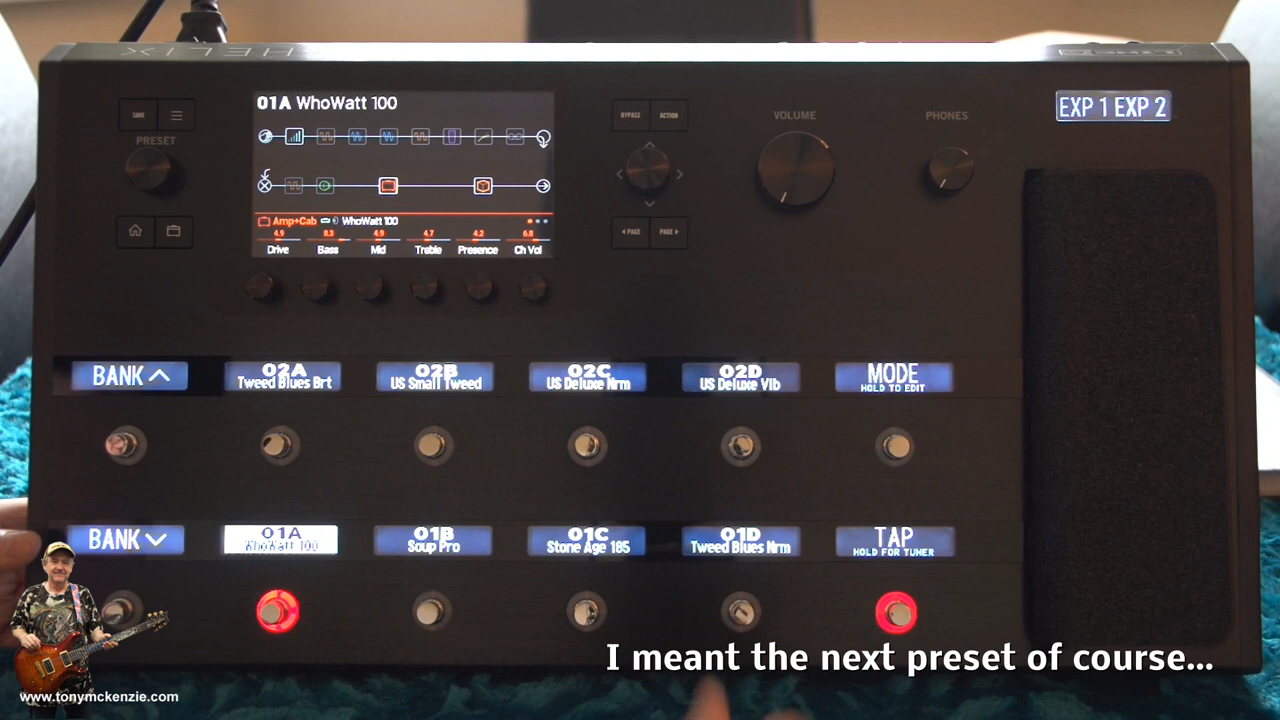 HELIX
LINE 6
01A WhoWatt 100
SAVE
PRESET
BYPASS ACTION
VOLUME
PHONES
EXP 1 EXP 2
Amp+Cab WhoWatt 100
4.9 8.3 4.9 4.7 4.2 6.8
Drive Bass Mid Treble Presence Ch Vol
PAGE PAGE
BANK
02A
Tweed Blues Brt
02B
US Small Tweed
02C
US Deluxe Nrm
02D
US Deluxe Vib
MODE
HOLD TO EDIT
BANK
01A
WhoWatt 100
01B
Soup Pro
01C
Stone Age 185
01D
Tweed Blues Nrm
TAP
HOLD FOR TUNER
I meant the next preset of course...
www.tonymckenzie.com